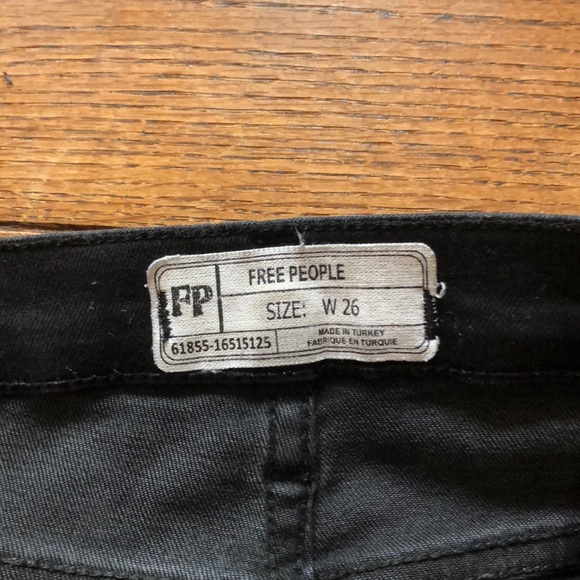 FP
FREE PEOPLE
SIZE: W 26
61855-16515125
MADE IN TURKEY
FABRIQUE EN TURQUIE